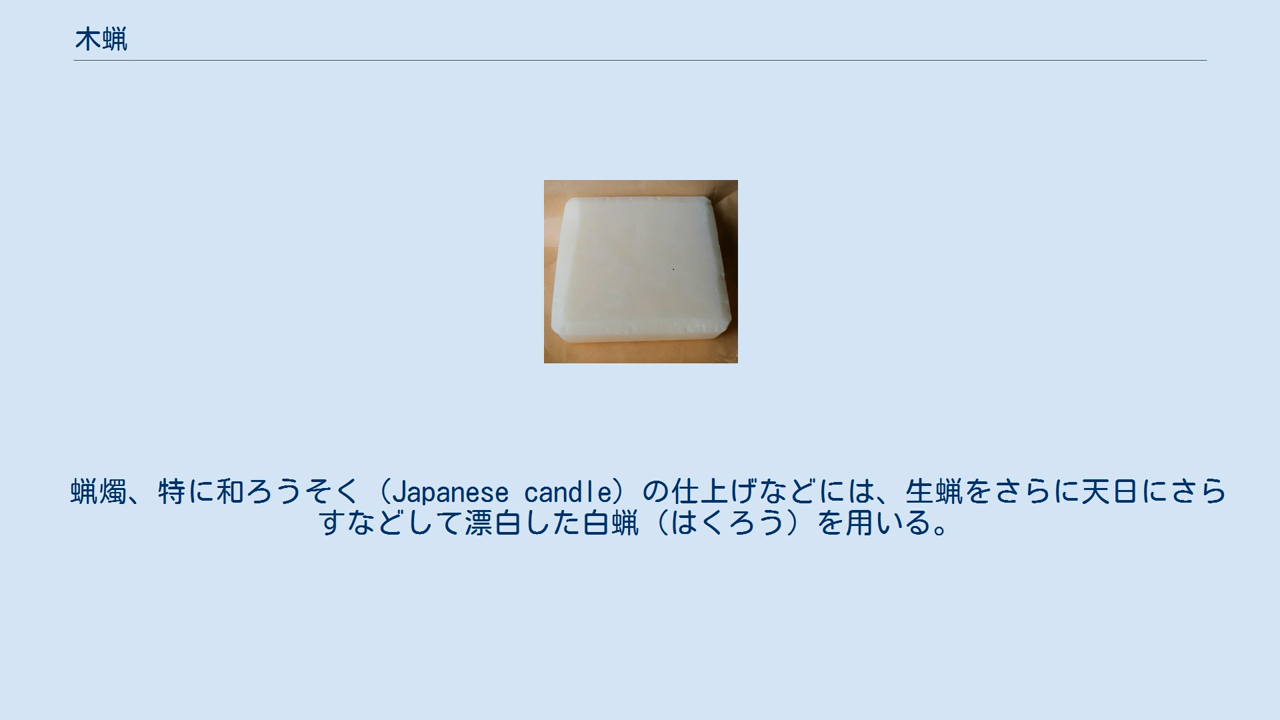 木蝋
蝋燭、特に和ろうそく（Japanese candle）の仕上げなどには、生蝋をさらに天日にさら
すなどして漂白した白蝋（はくろう）を用いる。